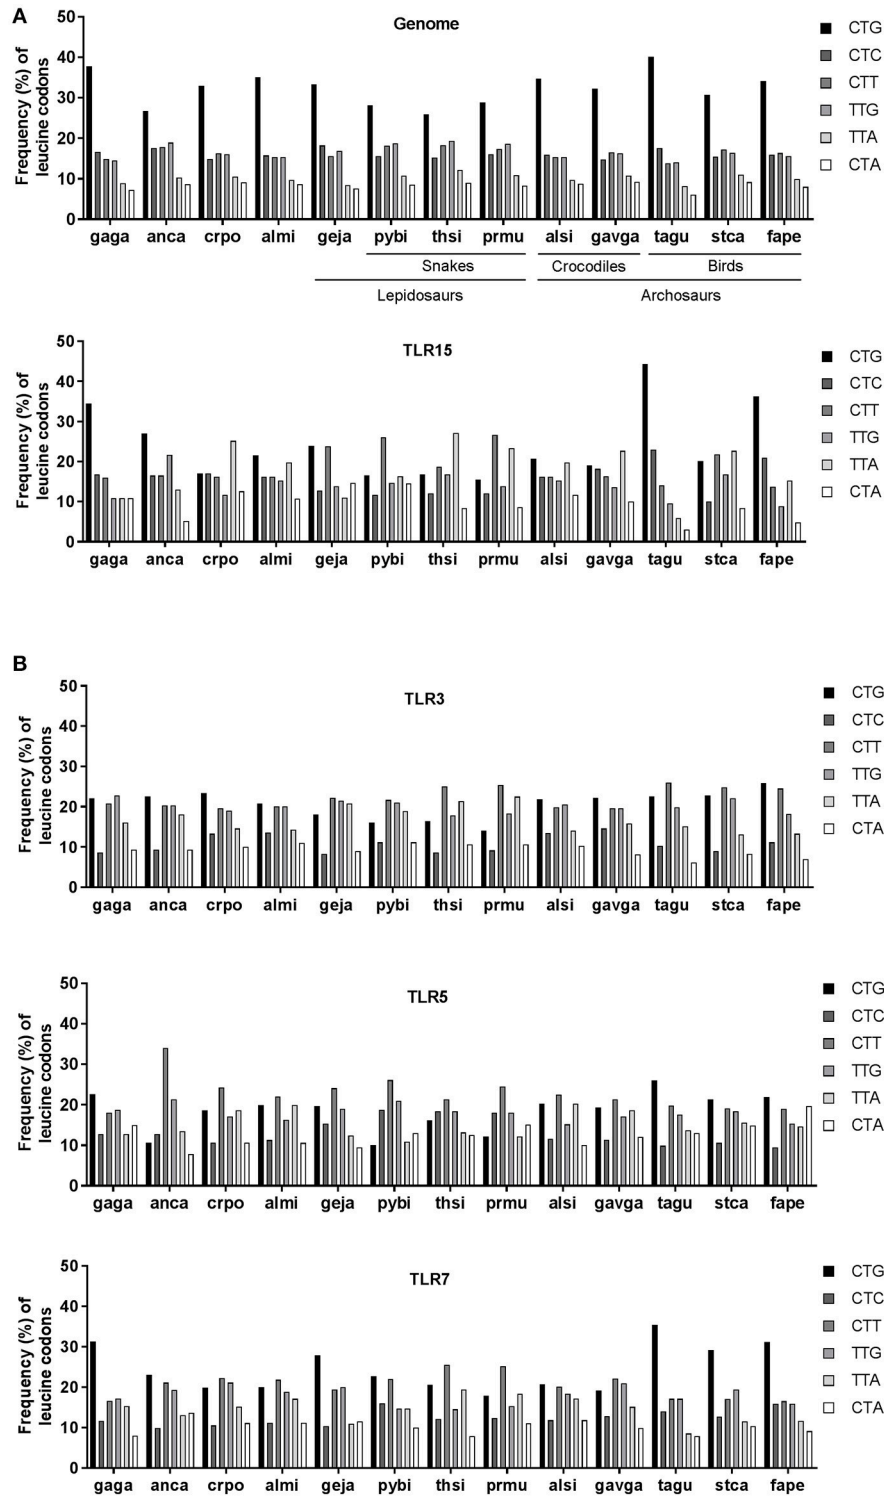 A
Genome
Frequency (%) of
leucine codons
50
40
30
20
10
0
gaga anca crpo almi geja pybi thsi prmu alsi gavga tagu stca fape
Snakes Crocodiles Birds
Lepidosaurs Archosaurs
CTG
CTC
CTT
TTG
TTA
CTA
TLR15
Frequency (%) of
leucine codons
50
40
30
20
10
0
gaga anca crpo almi geja pybi thsi prmu alsi gavga tagu stca fape
CTG
CTC
CTT
TTG
TTA
CTA
B
TLR3
Frequency (%) of
leucine codons
50
40
30
20
10
0
gaga anca crpo almi geja pybi thsi prmu alsi gavga tagu stca fape
CTG
CTC
CTT
TTG
TTA
CTA
TLR5
Frequency (%) of
leucine codons
50
40
30
20
10
0
gaga anca crpo almi geja pybi thsi prmu alsi gavga tagu stca fape
CTG
CTC
CTT
TTG
TTA
CTA
TLR7
Frequency (%) of
leucine codons
50
40
30
20
10
0
gaga anca crpo almi geja pybi thsi prmu alsi gavga tagu stca fape
CTG
CTC
CTT
TTG
TTA
CTA